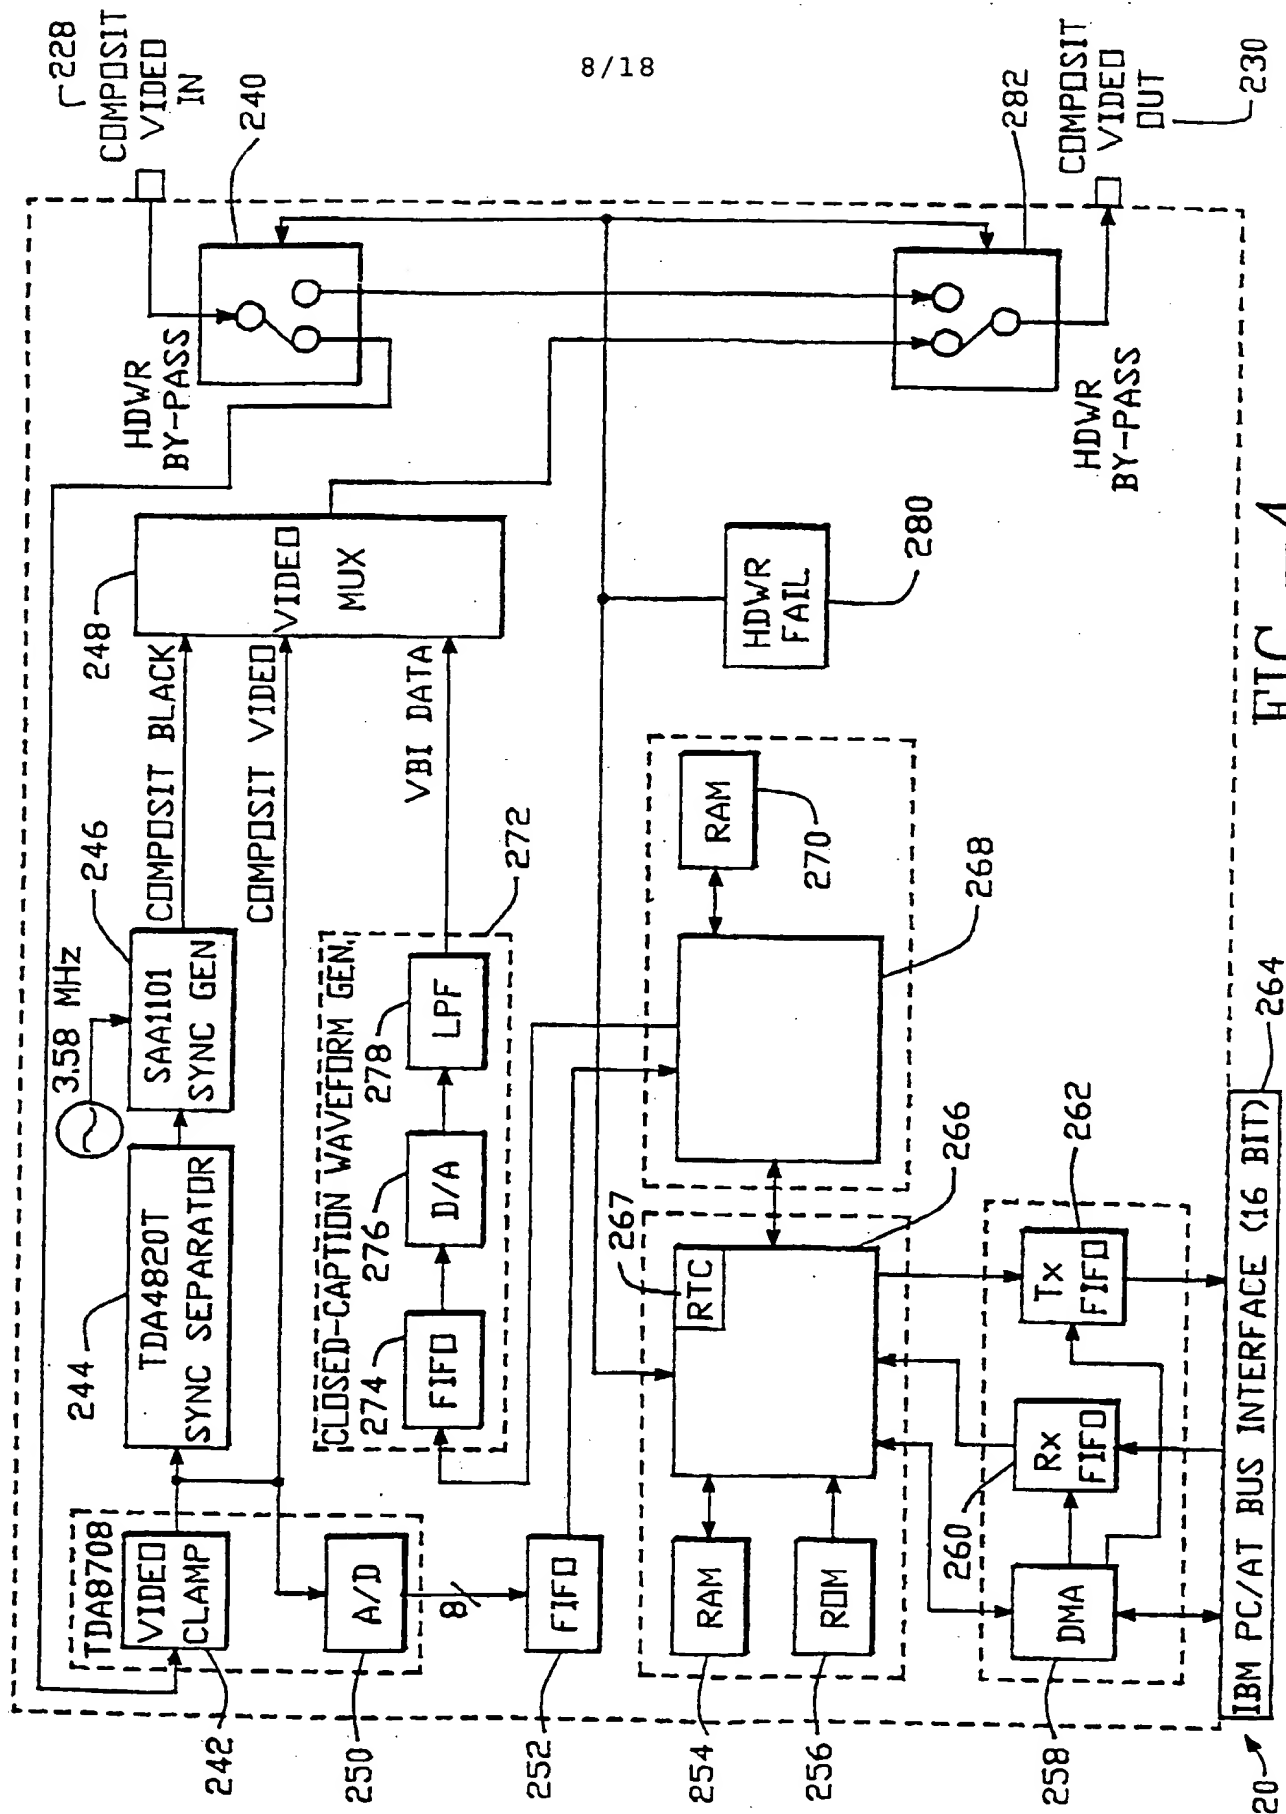 8/18
228
COMPOSIT
VIDEO
IN
240
HDWR
BY-PASS
282
COMPOSIT
VIDEO
OUT
230
HDWR
BY-PASS
248
VIDEO
MUX
COMPOSIT BLACK
COMPOSIT VIDEO
VBI DATA
HDWR
FAIL
280
246
3.58 MHz
SAA1101
SYNC GEN
244
TDA4820T
SYNC SEPARATOR
TDA8708
VIDEO
CLAMP
242
A/D
250
8
FIFO
252
CLOSED-CAPTION WAVEFORM GEN.
272
274
FIFO
276
D/A
278
LPF
RAM
270
268
267
RTC
266
RAM
254
ROM
256
DMA
258
260
Rx
FIFO
Tx
FIFO
262
IBM PC/AT BUS INTERFACE (16 BIT)
264
20